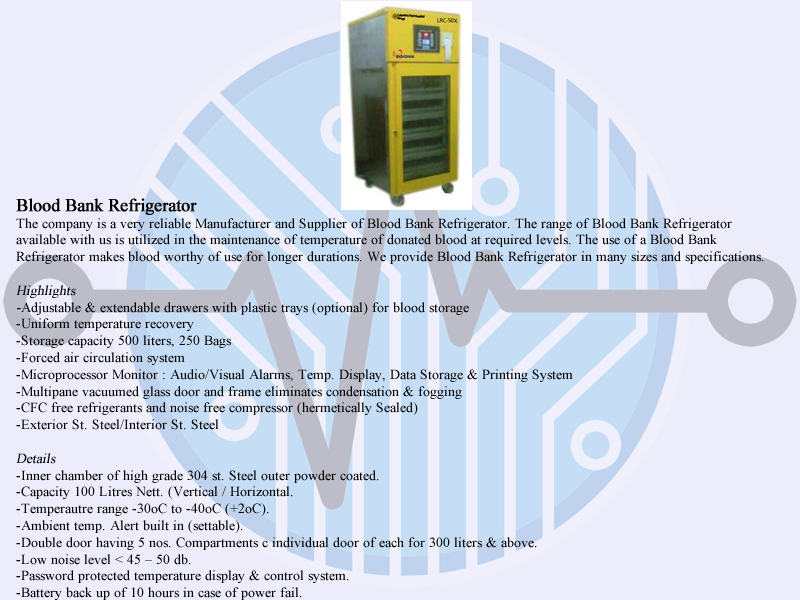 LRC-50X
Blood Bank Refrigerator
The company is a very reliable Manufacturer and Supplier of Blood Bank Refrigerator. The range of Blood Bank Refrigerator
available with us is utilized in the maintenance of temperature of donated blood at required levels. The use of a Blood Bank
Refrigerator makes blood worthy of use for longer durations. We provide Blood Bank Refrigerator in many sizes and specifications.
Highlights
-Adjustable & extendable drawers with plastic trays (optional) for blood storage
-Uniform temperature recovery
-Storage capacity 500 liters, 250 Bags
-Forced air circulation system
-Microprocessor Monitor : Audio/Visual Alarms, Temp. Display, Data Storage & Printing System
-Multipane vacuumed glass door and frame eliminates condensation & fogging
-CFC free refrigerants and noise free compressor (hermetically Sealed)
-Exterior St. Steel/Interior St. Steel
Details
-Inner chamber of high grade 304 st. Steel outer powder coated.
-Capacity 100 Litres Nett. (Vertical / Horizontal.
-Temperautre range -30oC to -40oC (+2oC).
-Ambient temp. Alert built in (settable).
-Double door having 5 nos. Compartments c individual door of each for 300 liters & above.
-Low noise level < 45 – 50 db.
-Password protected temperature display & control system.
-Battery back up of 10 hours in case of power fail.